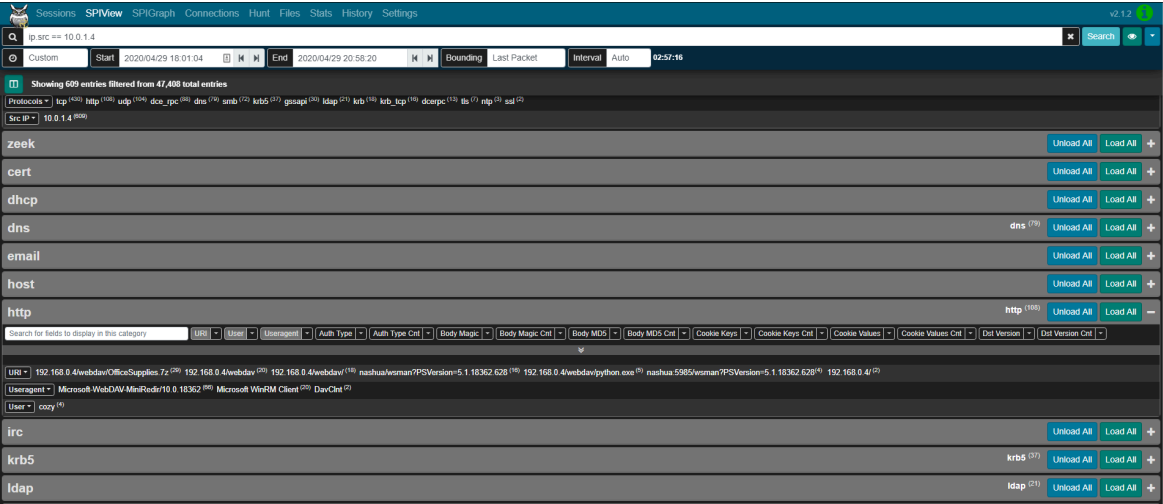 Sessions SPIView SPIGraph Connections Hunt Files Stats History Settings v2.1.2
ip.src == 10.0.1.4 Search
Custom Start 2020/04/29 18:01:04 End 2020/04/29 20:58:20 Bounding Last Packet Interval Auto 02:57:16
Showing 609 entries filtered from 47,408 total entries
Protocols tcp (430) http (108) udp (104) dce_rpc (88) dns (79) smb (72) krb5 (37) gssapi (30) ldap (21) krb (18) krb_tcp (16) dcerpc (13) tls (7) ntp (3) ssl (2)
Src IP 10.0.1.4 (609)
zeek Unload All Load All
cert Unload All Load All
dhcp Unload All Load All
dns dns (79) Unload All Load All
email Unload All Load All
host Unload All Load All
http http (166) Unload All Load All
Search for fields to display in this category URI User Useragent Auth Type Auth Type Cnt Body Magic Body Magic Cnt Body MD5 Body MD5 Cnt Cookie Keys Cookie Keys Cnt Cookie Values Cookie Values Cnt Dst Version Dst Version Cnt
URI 192.168.0.4/webdav/OfficeSupplies.7z (29) 192.168.0.4/webdav (20) 192.168.0.4/webdav/ (18) nashua/wsman?PSVersion=5.1.18362.628 (16) 192.168.0.4/webdav/python.exe (5) nashua:5985/wsman?PSVersion=5.1.18362.628 (4) 192.168.0.4/ (2)
Useragent Microsoft-WebDAV-MiniRedir/10.0.18362 (66) Microsoft WinRM Client (20) DavClnt (2)
User cozy (4)
irc Unload All Load All
krb5 krb5 (37) Unload All Load All
ldap ldap (21) Unload All Load All